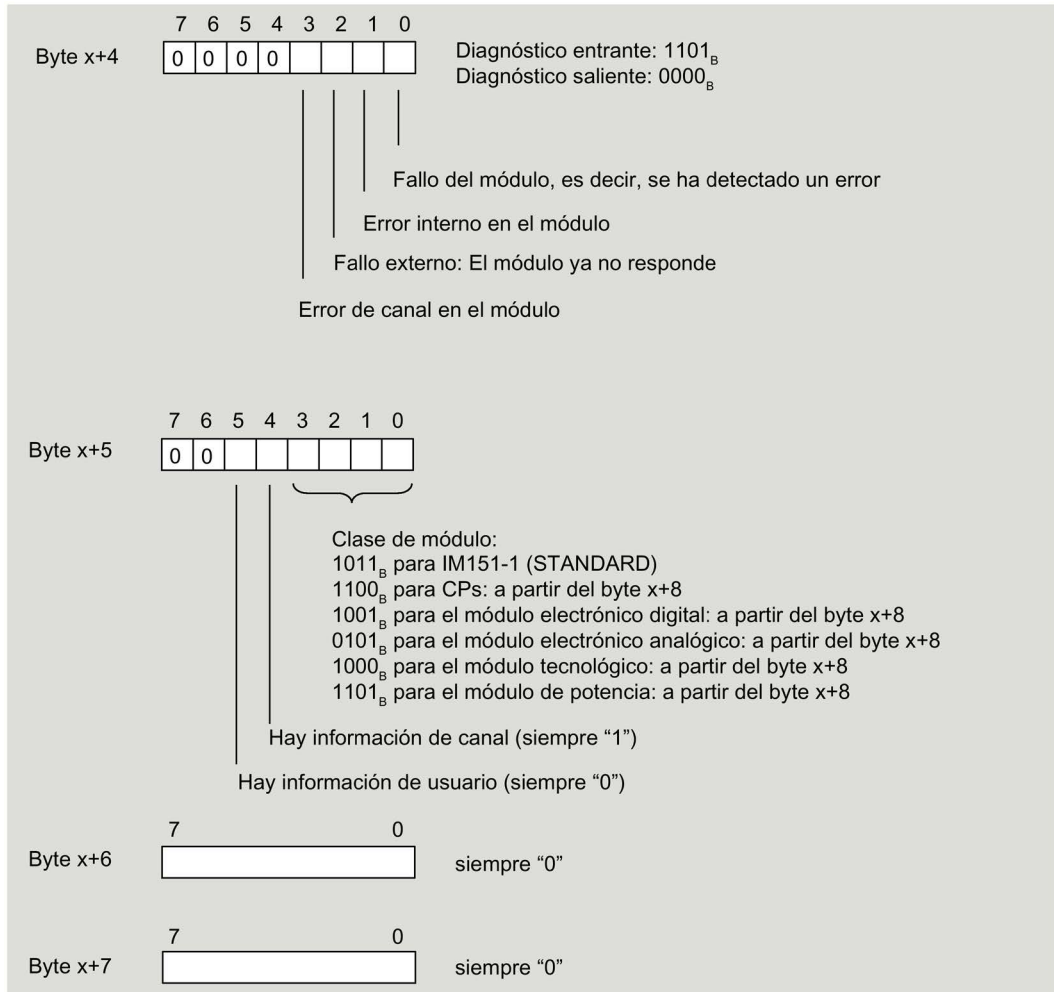 7 6 5 4 3 2 1 0
Byte x+4
0 0 0 0
Diagnóstico entrante: 1101B
Diagnóstico saliente: 0000B
Fallo del módulo, es decir, se ha detectado un error
Error interno en el módulo
Fallo externo: El módulo ya no responde
Error de canal en el módulo
7 6 5 4 3 2 1 0
Byte x+5
0 0
Clase de módulo:
1011B para IM151-1 (STANDARD)
1100B para CPs: a partir del byte x+8
1001B para el módulo electrónico digital: a partir del byte x+8
0101B para el módulo electrónico analógico: a partir del byte x+8
1000B para el módulo tecnológico: a partir del byte x+8
1101B para el módulo de potencia: a partir del byte x+8
Hay información de canal (siempre “1”)
Hay información de usuario (siempre “0”)
7 0
Byte x+6
siempre “0”
7 0
Byte x+7
siempre “0”